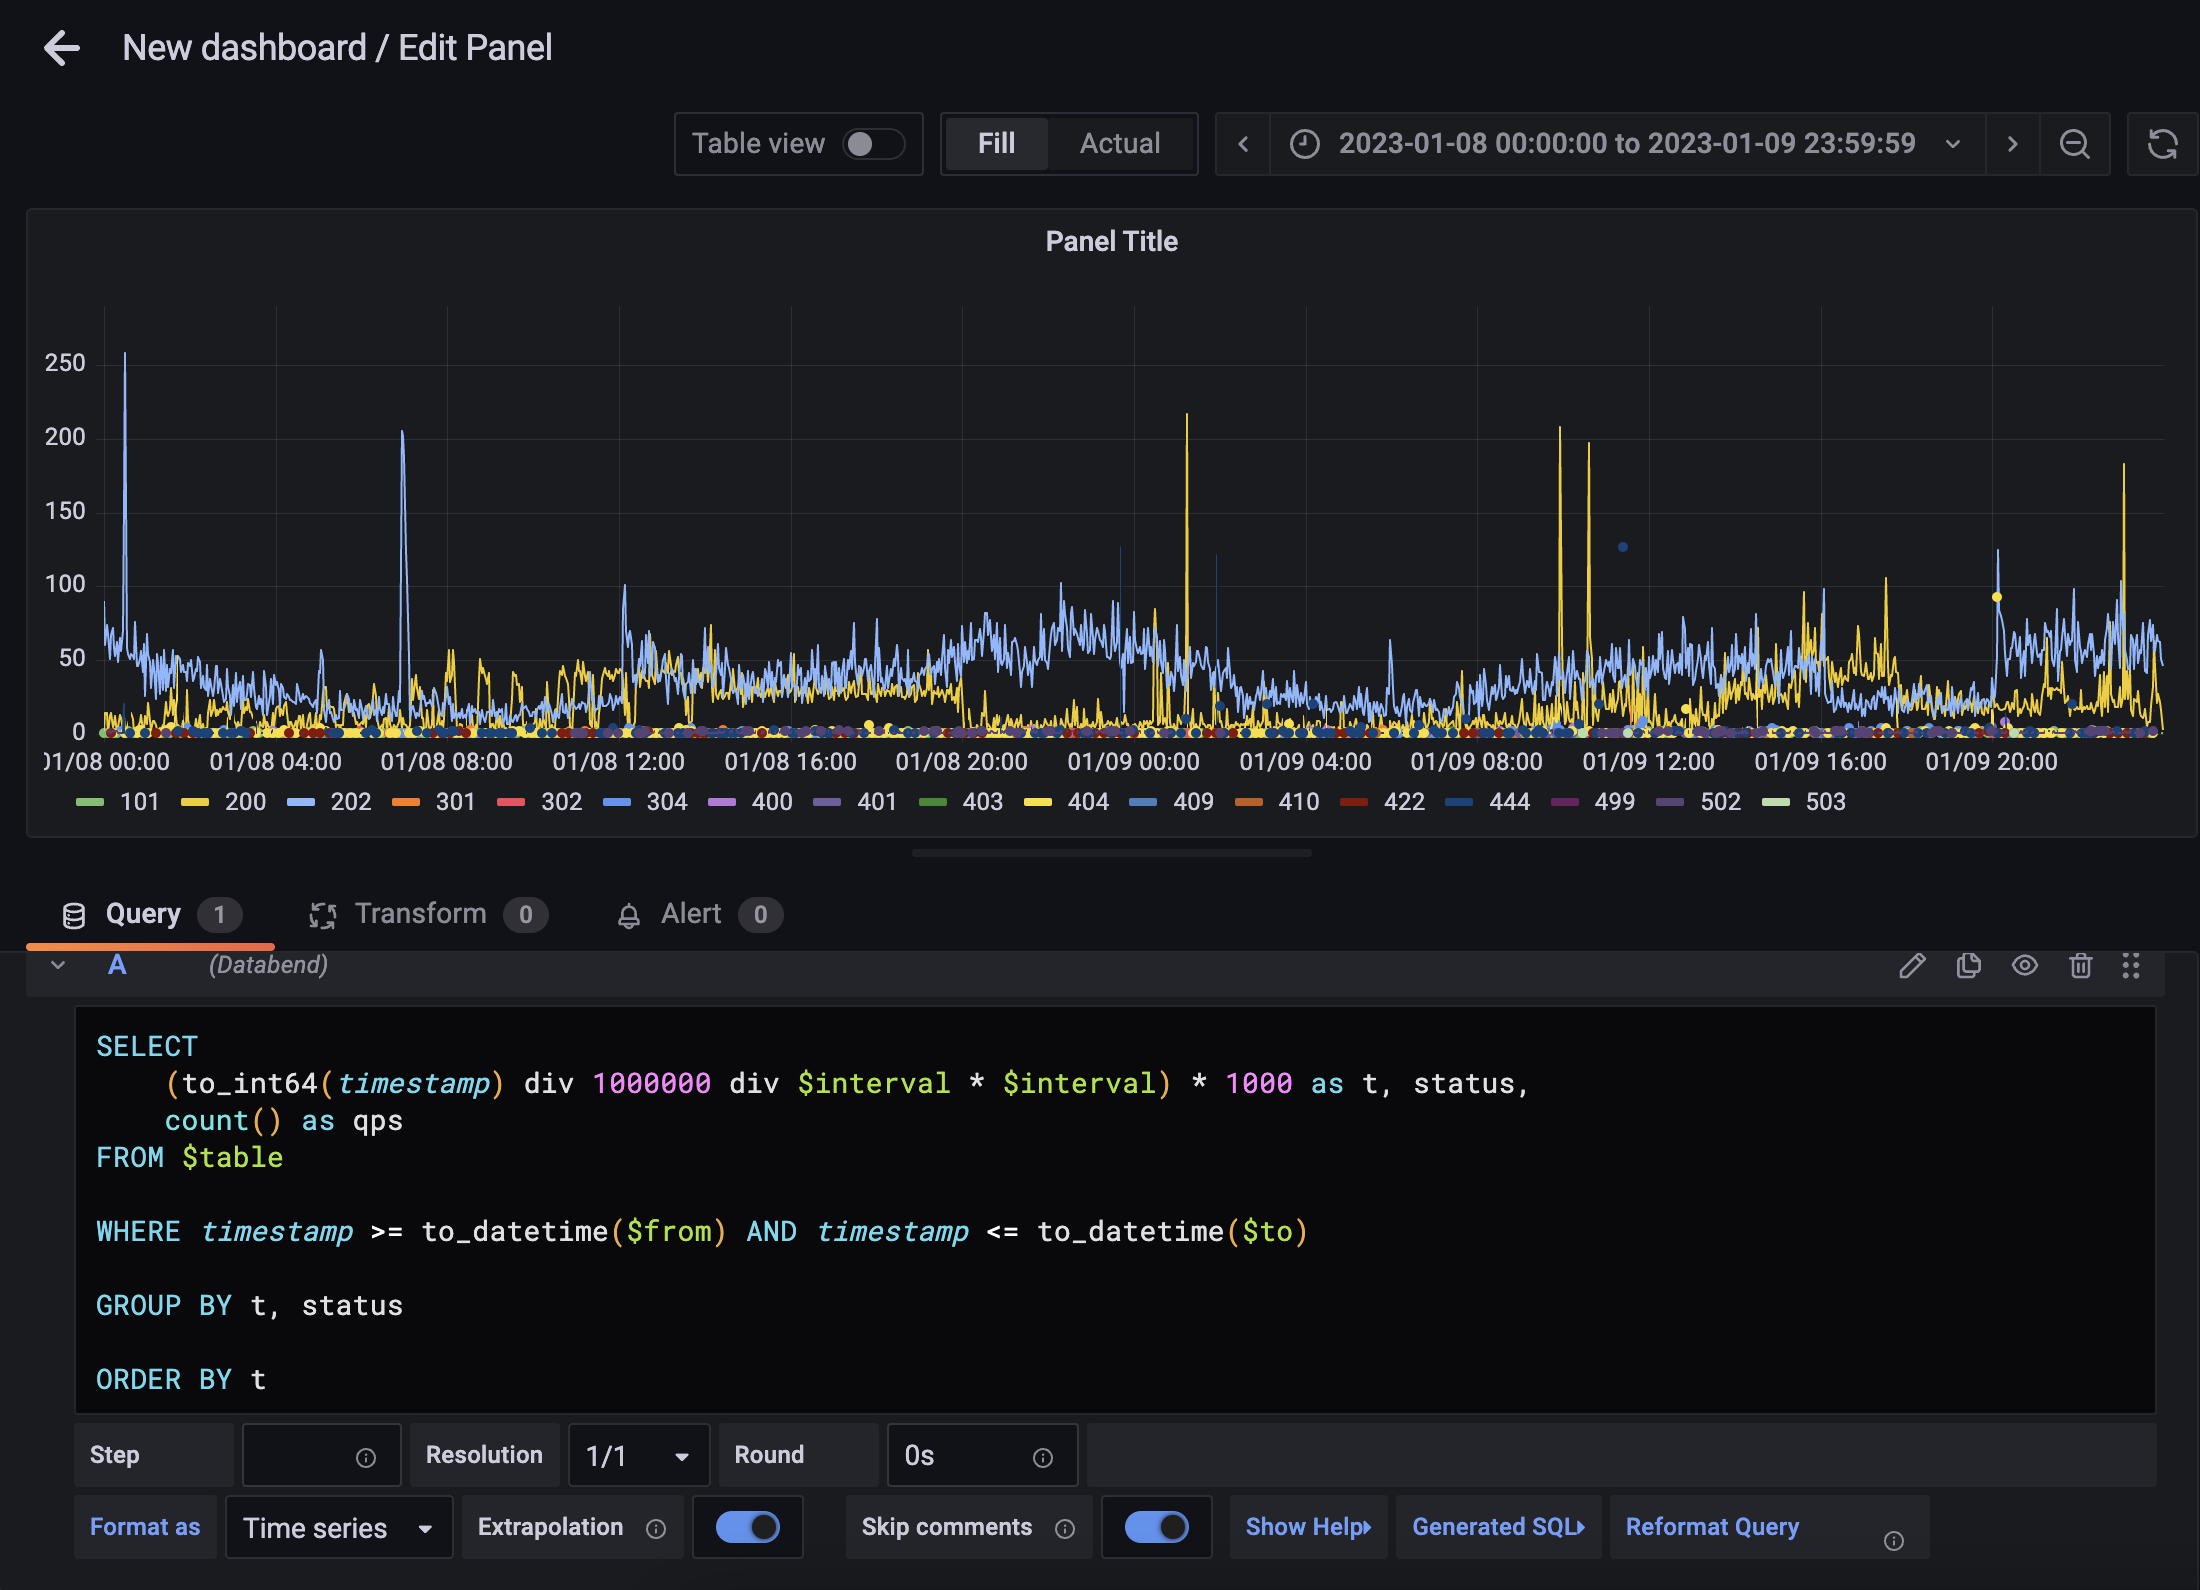 New dashboard / Edit Panel
Table view Fill Actual 2023-01-08 00:00:00 to 2023-01-09 23:59:59
Panel Title
250
200
150
100
50
0
01/08 00:00 01/08 04:00 01/08 08:00 01/08 12:00 01/08 16:00 01/08 20:00 01/09 00:00 01/09 04:00 01/09 08:00 01/09 12:00 01/09 16:00 01/09 20:00
101 200 202 301 302 304 400 401 403 404 409 410 422 444 499 502 503
Query 1 Transform 0 Alert 0
A (Databend)
SELECT
(to_int64(timestamp) div 1000000 div $interval * $interval) * 1000 as t, status,
count() as qps
FROM $table
WHERE timestamp >= to_datetime($from) AND timestamp <= to_datetime($to)
GROUP BY t, status
ORDER BY t
Step Resolution 1/1 Round 0s
Format as Time series Extrapolation Skip comments Show Help Generated SQL Reformat Query